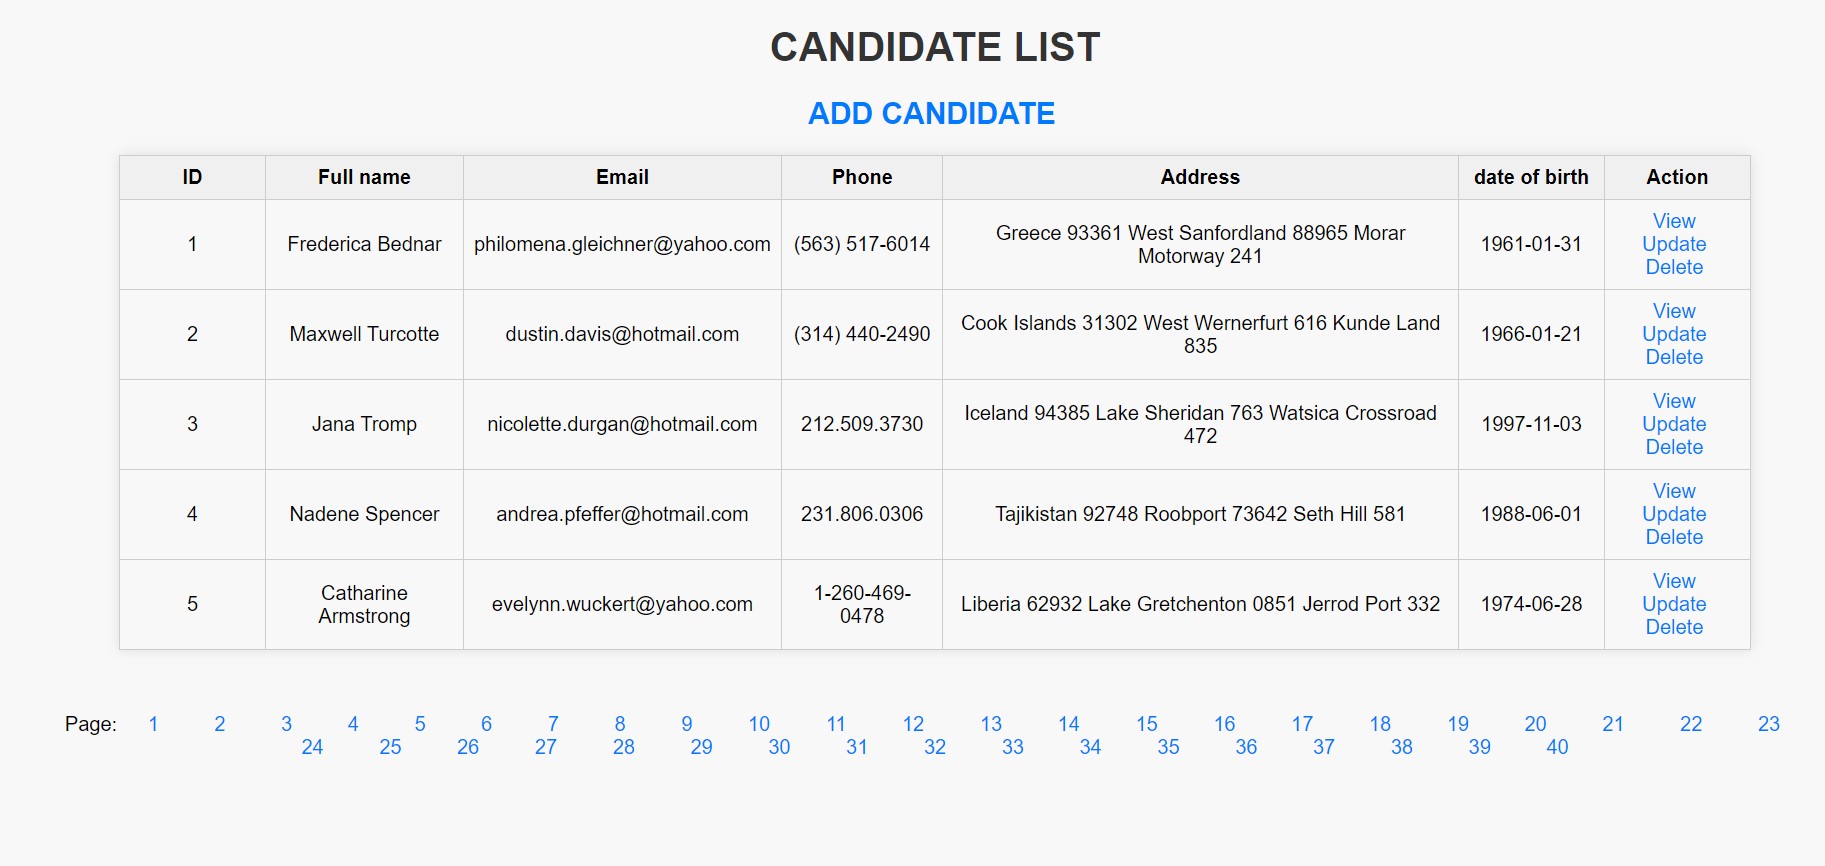 CANDIDATE LIST
ADD CANDIDATE
ID Full name Email Phone Address date of birth Action
1 Frederica Bednar philomena.gleichner@yahoo.com (563) 517-6014 Greece 93361 West Sanfordland 88965 Morar Motorway 241 1961-01-31 View Update Delete
2 Maxwell Turcotte dustin.davis@hotmail.com (314) 440-2490 Cook Islands 31302 West Wernerfurt 616 Kunde Land 835 1966-01-21 View Update Delete
3 Jana Tromp nicolette.durgan@hotmail.com 212.509.3730 Iceland 94385 Lake Sheridan 763 Watsica Crossroad 472 1997-11-03 View Update Delete
4 Nadene Spencer andrea.pfeffer@hotmail.com 231.806.0306 Tajikistan 92748 Roobport 73642 Seth Hill 581 1988-06-01 View Update Delete
5 Catharine Armstrong evelynn.wuckert@yahoo.com 1-260-469-0478 Liberia 62932 Lake Gretchenton 0851 Jerrod Port 332 1974-06-28 View Update Delete
Page: 1 2 3 4 5 6 7 8 9 10 11 12 13 14 15 16 17 18 19 20 21 22 23
24 25 26 27 28 29 30 31 32 33 34 35 36 37 38 39 40